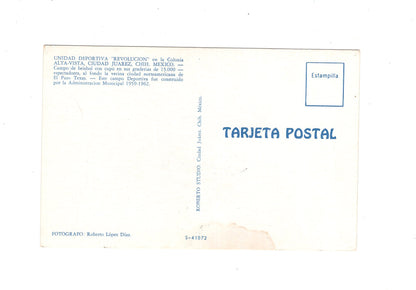 UNIDAD DEPORTIVA "REVOLUCION" en la Colonia
ALTA-VISTA, CIUDAD JUAREZ, CHIH. MEXICO. —
Campo de beisbol con cupo en sus graderías de 15.000 —
espectadores, al fondo la vecina ciudad norteamericana de
El Paso Texas — Este campo Deportivo fue construido
por la Administracion Municipal 1959-1962.
Estampilla
TARJETA POSTAL
ROBERTO STUDIO Ciudad Juárez, Chih. México.
FOTOGRAFO: Roberto López Díaz
S-41072